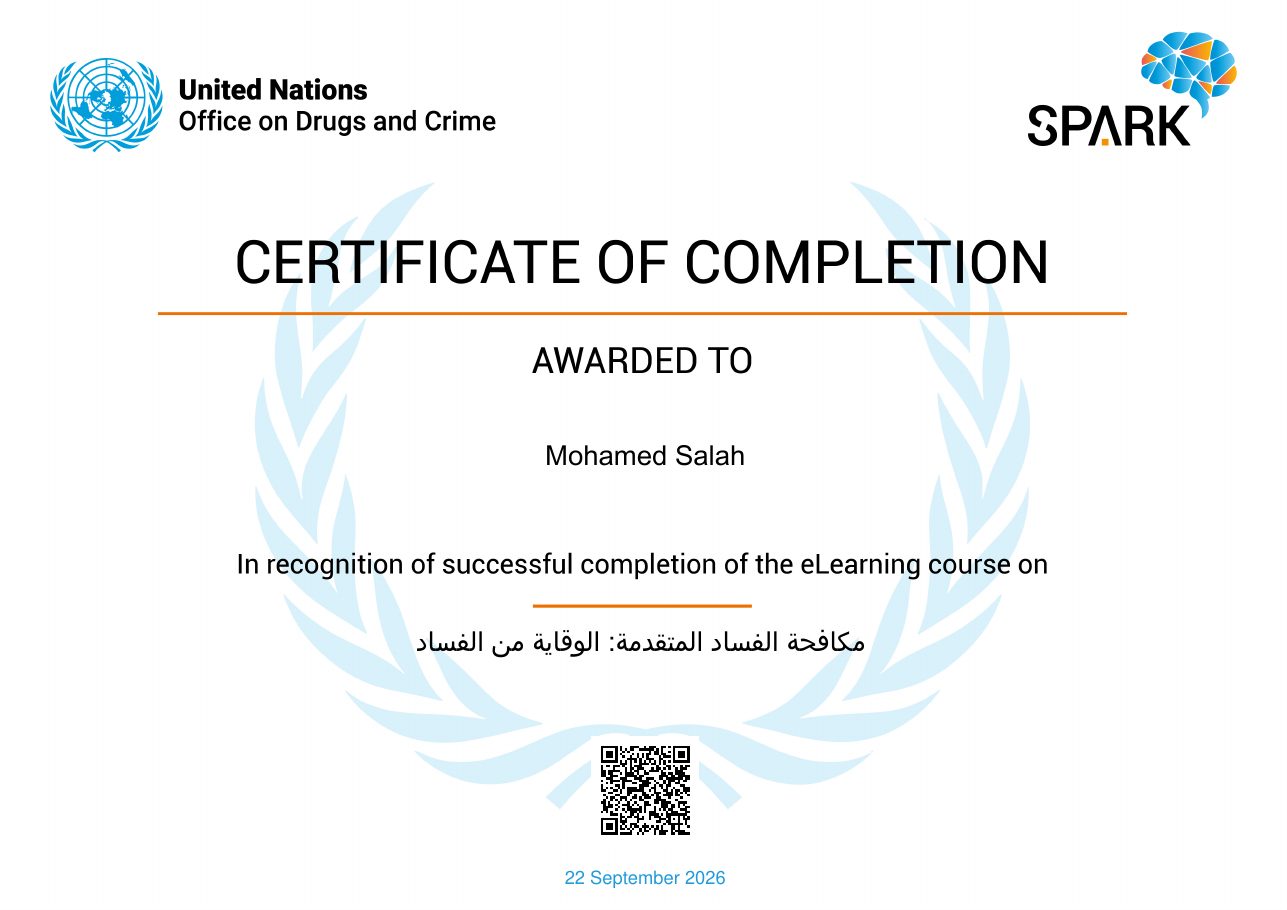 United Nations
Office on Drugs and Crime
SPARK
CERTIFICATE OF COMPLETION
AWARDED TO
Mohamed Salah
In recognition of successful completion of the eLearning course on
مكافحة الفساد المتقدمة: الوقاية من الفساد
22 September 2026